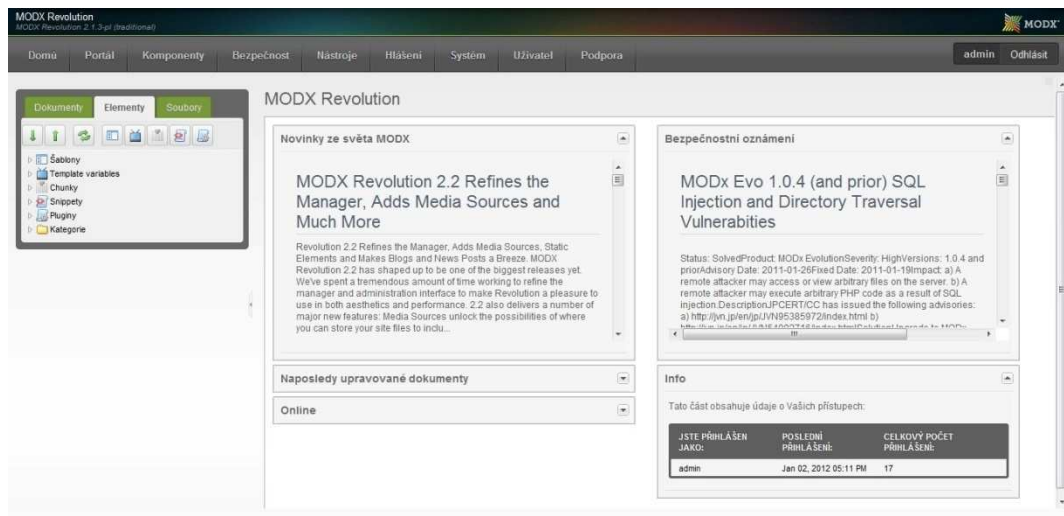 MODX Revolution
MODX Revolution 2.1.3-pl (traditional)
MODX
Domů Portál Komponenty Bezpečnost Nástroje Hlášení Systém Uživatel Podpora
admin Odhlásit
Dokumenty Elementy Soubory
Šablony
Template variables
Chunky
Snippety
Pluginy
Kategorie
MODX Revolution
Novinky ze světa MODX
MODX Revolution 2.2 Refines the
Manager, Adds Media Sources and
Much More
Revolution 2.2 Refines the Manager, Adds Media Sources, Static
Elements and Makes Blogs and News Posts a Breeze. MODX
Revolution 2.2 has shaped up to be one of the biggest releases yet.
We've spent a tremendous amount of time working to refine the
manager and administration interface to make Revolution a pleasure to
use in both aesthetics and performance. 2.2 also delivers a number of
major new features: Media Sources unlock the possibilities of where
you can store your site files to inclu...
Naposledy upravované dokumenty
Online
Bezpečnostní oznámení
MODx Evo 1.0.4 (and prior) SQL
Injection and Directory Traversal
Vulnerabities
Status: SolvedProduct: MODx EvolutionSeverity: HighVersions: 1.0.4 and
priorAdvisory Date: 2011-01-26Fixed Date: 2011-01-19Impact: a) A
remote attacker may access or view arbitrary files on the server. b) A
remote attacker may execute arbitrary PHP code as a result of SQL
injection.DescriptionJPCERT/CC has issued the following advisories:
a) http://jvn.jp/en/jp/JVN95385972/index.html b)
Info
Tato část obsahuje údaje o Vašich přístupech:
JSTE PŘIHLÁŠEN JAKO: POSLEDNÍ PŘIHLÁŠENÍ: CELKOVÝ POČET PŘIHLÁŠENÍ:
admin Jan 02, 2012 05:11 PM 17